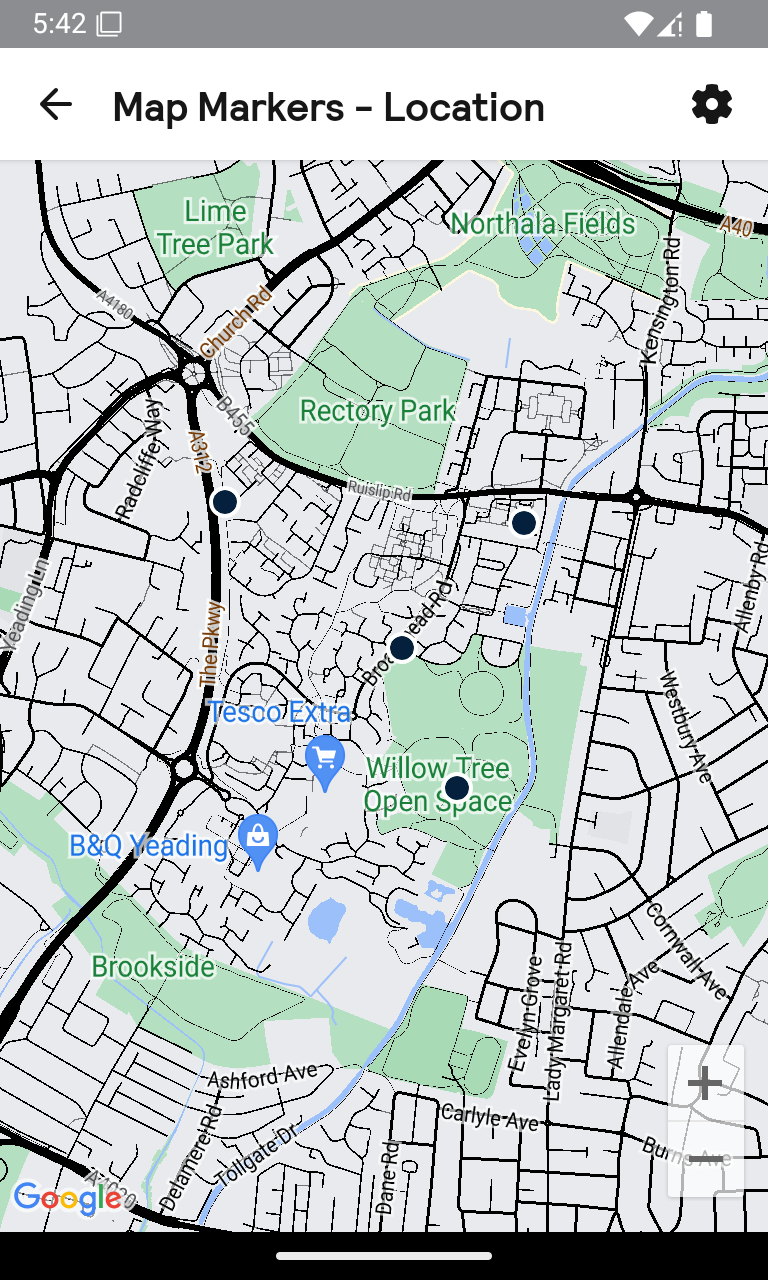 5:42
Map Markers – Location
Lime
Tree Park
Northala Fields
A40
Kensington Rd
A4180
Church Rd
B455
Rectory Park
Radcliffe Way
A312
Ruislip Rd
Yeading Ln
Allenby Rd
The Pkwy
Westbury Ave
Tesco Extra
Willow Tree
Open Space
B&Q Yeading
Brookside
Cornwall Ave
Evelyn Grove
Lady Margaret Rd
Allendale Ave
Ashford Ave
Carlyle Ave
Delamere Rd
Tollgate Dr
Dane Rd
+
Burns Ave
−
Google